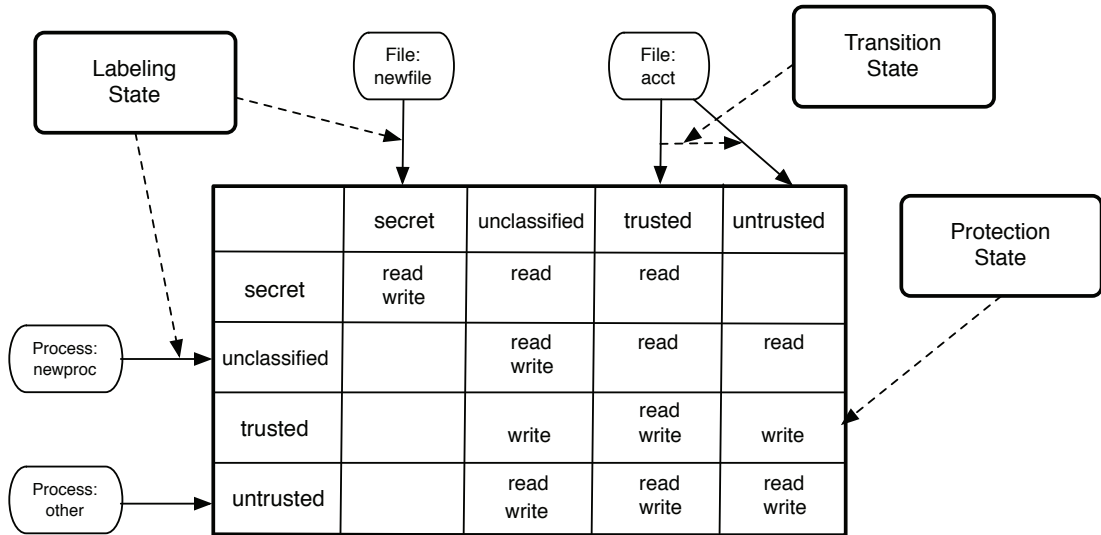 Labeling
State
File:
newfile
File:
acct
Transition
State
secret
unclassified
trusted
untrusted
Protection
State
secret
read
write
read
read
Process:
newproc
unclassified
read
write
read
read
trusted
write
read
write
write
Process:
other
untrusted
read
write
read
write
read
write